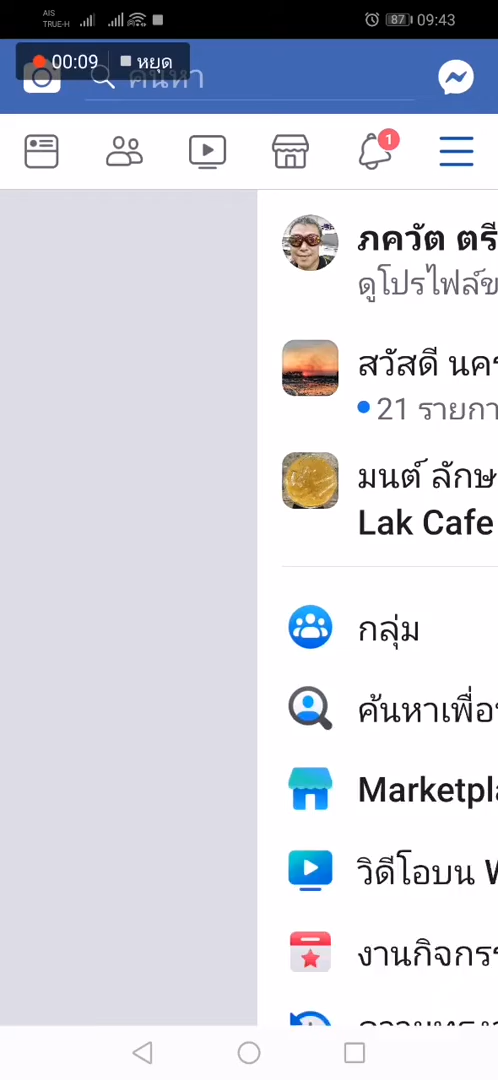 AIS
TRUE-H
87
09:43
00:09
หยุด
ค้นหา
1
ภควัต ตรี
ดูโปรไฟล์ข
สวัสดี นคร
21 รายกา
มนต์ ลักษ
Lak Cafe
กลุ่ม
ค้นหาเพื่อ
Marketpla
วิดีโอบน W
งานกิจกรร